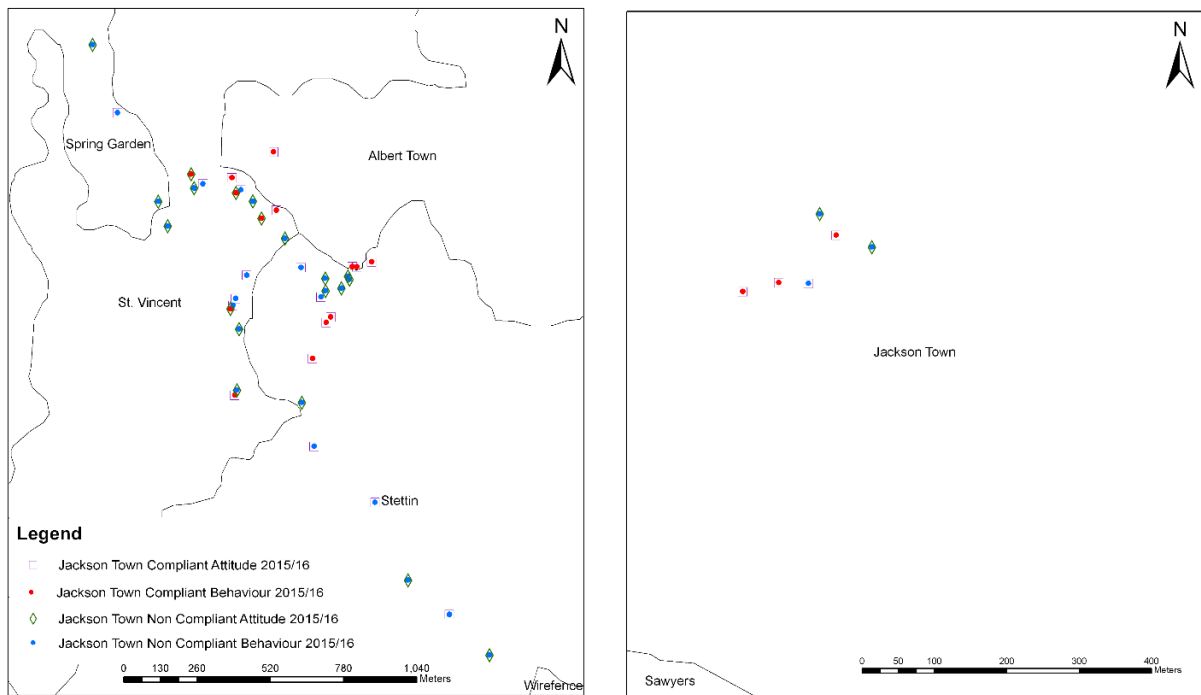 N
Spring Garden
Albert Town
St. Vincent
Stettin
Legend
Jackson Town Compliant Attitude 2015/16
Jackson Town Compliant Behaviour 2015/16
Jackson Town Non Compliant Attitude 2015/16
Jackson Town Non Compliant Behaviour 2015/16
0 130 260 520 780 1,040
Meters
Wirefence
N
Jackson Town
0 50 100 200 300 400
Meters
Sawyers